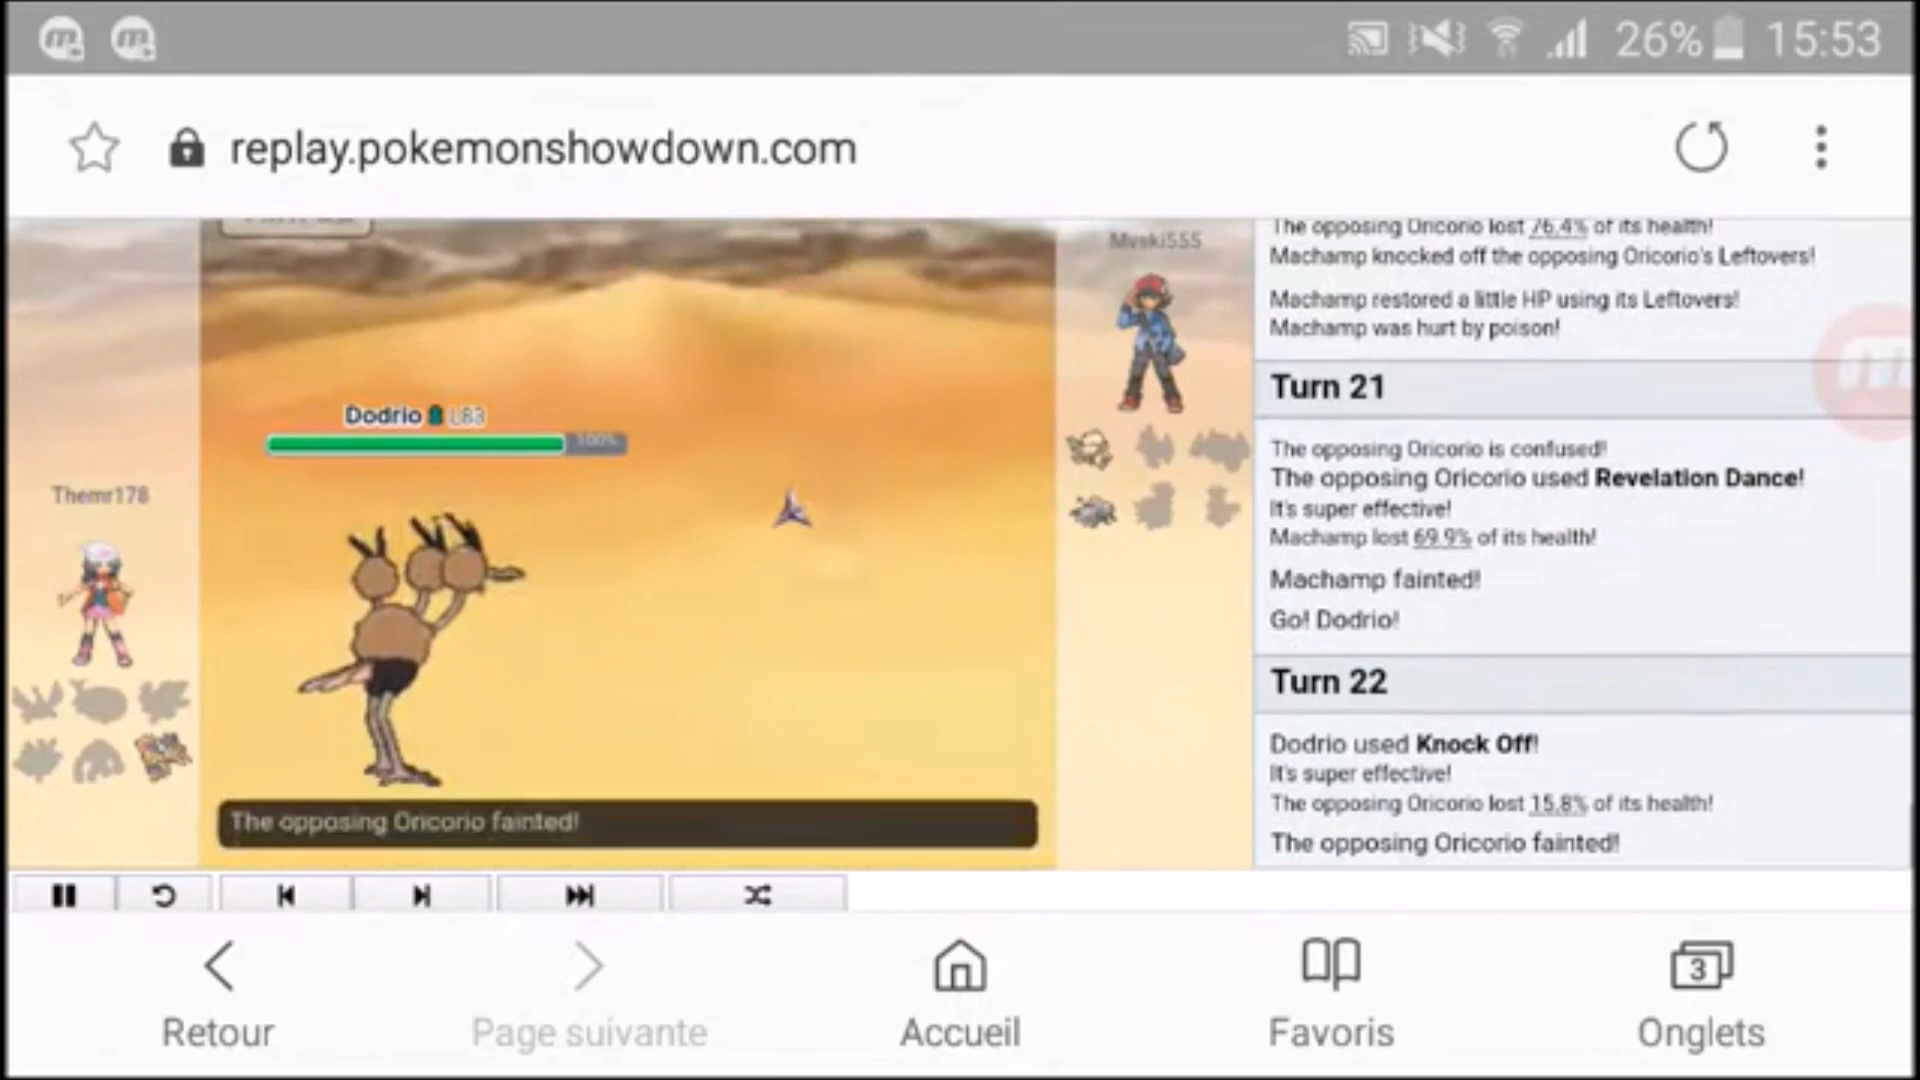 26% 15:53
replay.pokemonshowdown.com
Mvski555
Dodrio L83
100%
Themr178
The opposing Oricorio fainted!
The opposing Oricorio lost 76.4% of its health!
Machamp knocked off the opposing Oricorio's Leftovers!
Machamp restored a little HP using its Leftovers!
Machamp was hurt by poison!
Turn 21
The opposing Oricorio is confused!
The opposing Oricorio used Revelation Dance!
It's super effective!
Machamp lost 69.9% of its health!
Machamp fainted!
Go! Dodrio!
Turn 22
Dodrio used Knock Off!
It's super effective!
The opposing Oricorio lost 15.8% of its health!
The opposing Oricorio fainted!
Retour
Page suivante
Accueil
Favoris
3
Onglets